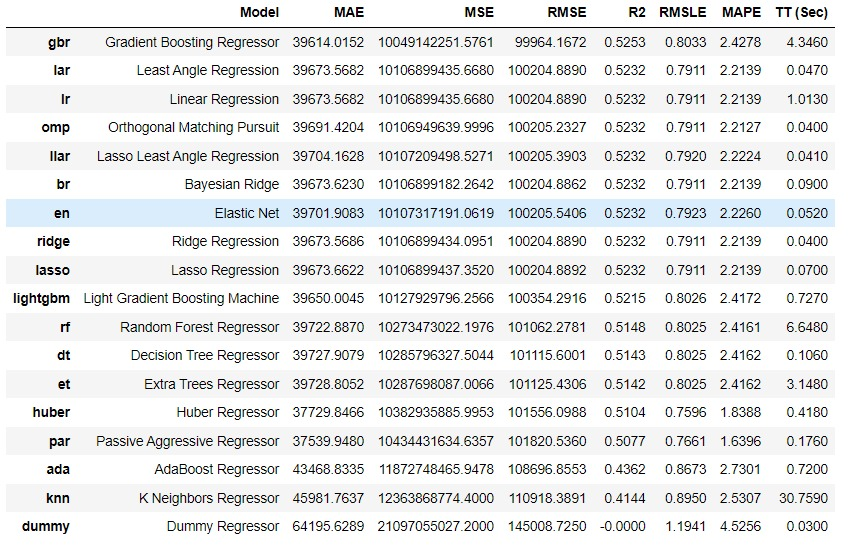 Model MAE MSE RMSE R2 RMSLE MAPE TT (Sec)
gbr Gradient Boosting Regressor 39614.0152 10049142251.5761 99964.1672 0.5253 0.8033 2.4278 4.3460
lar Least Angle Regression 39673.5682 10106899435.6680 100204.8890 0.5232 0.7911 2.2139 0.0470
lr Linear Regression 39673.5682 10106899435.6680 100204.8890 0.5232 0.7911 2.2139 1.0130
omp Orthogonal Matching Pursuit 39691.4204 10106949639.9996 100205.2327 0.5232 0.7911 2.2127 0.0400
llar Lasso Least Angle Regression 39704.1628 10107209498.5271 100205.3903 0.5232 0.7920 2.2224 0.0410
br Bayesian Ridge 39673.6230 10106899182.2642 100204.8862 0.5232 0.7911 2.2139 0.0900
en Elastic Net 39701.9083 10107317191.0619 100205.5406 0.5232 0.7923 2.2260 0.0520
ridge Ridge Regression 39673.5686 10106899434.0951 100204.8890 0.5232 0.7911 2.2139 0.0400
lasso Lasso Regression 39673.6622 10106899437.3520 100204.8892 0.5232 0.7911 2.2139 0.0700
lightgbm Light Gradient Boosting Machine 39650.0045 10127929796.2566 100354.2916 0.5215 0.8026 2.4172 0.7270
rf Random Forest Regressor 39722.8870 10273473022.1976 101062.2781 0.5148 0.8025 2.4161 6.6480
dt Decision Tree Regressor 39727.9079 10285796327.5044 101115.6001 0.5143 0.8025 2.4162 0.1060
et Extra Trees Regressor 39728.8052 10287698087.0066 101125.4306 0.5142 0.8025 2.4162 3.1480
huber Huber Regressor 37729.8466 10382935885.9953 101556.0988 0.5104 0.7596 1.8388 0.4180
par Passive Aggressive Regressor 37539.9480 10434431634.6357 101820.5360 0.5077 0.7661 1.6396 0.1760
ada AdaBoost Regressor 43468.8335 11872748465.9478 108696.8553 0.4362 0.8673 2.7301 0.7200
knn K Neighbors Regressor 45981.7637 12363868774.4000 110918.3891 0.4144 0.8950 2.5307 30.7590
dummy Dummy Regressor 64195.6289 21097055027.2000 145008.7250 -0.0000 1.1941 4.5256 0.0300